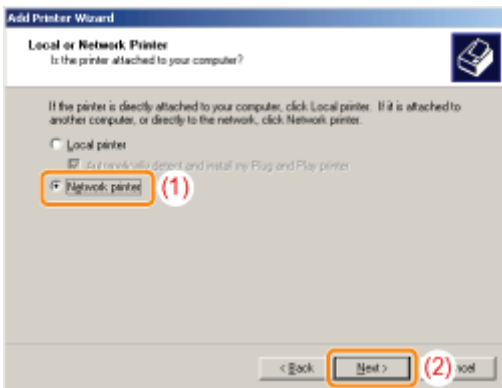 Add Printer Wizard
Local or Network Printer
Is the printer attached to your computer?
If the printer is directly attached to your computer, click Local printer. If it is attached to
another computer, or directly to the network, click Network printer.
Local printer
Automatically detect and install my Plug and Play printer
Network printer (1)
< Back Next > (2)